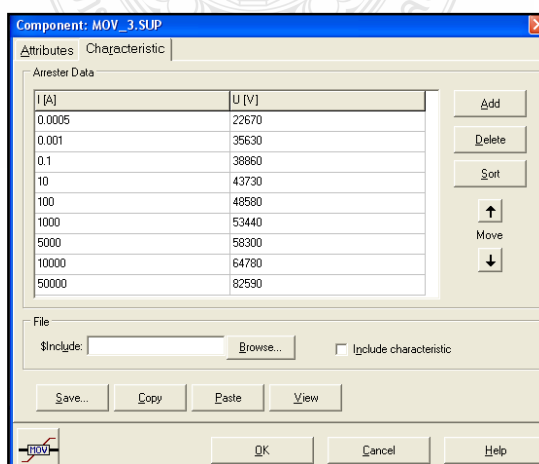 Component: MOV_3.SUP
Attributes Characteristic
Arrester Data
I [A] U [V]
0.0005 22670
0.001 35630
0.1 38860
10 43730
100 48580
1000 53440
5000 58300
10000 64780
50000 82590
Add
Delete
Sort
Move
File
$Include: Browse... Include characteristic
Save... Copy Paste View
MOV OK Cancel Help